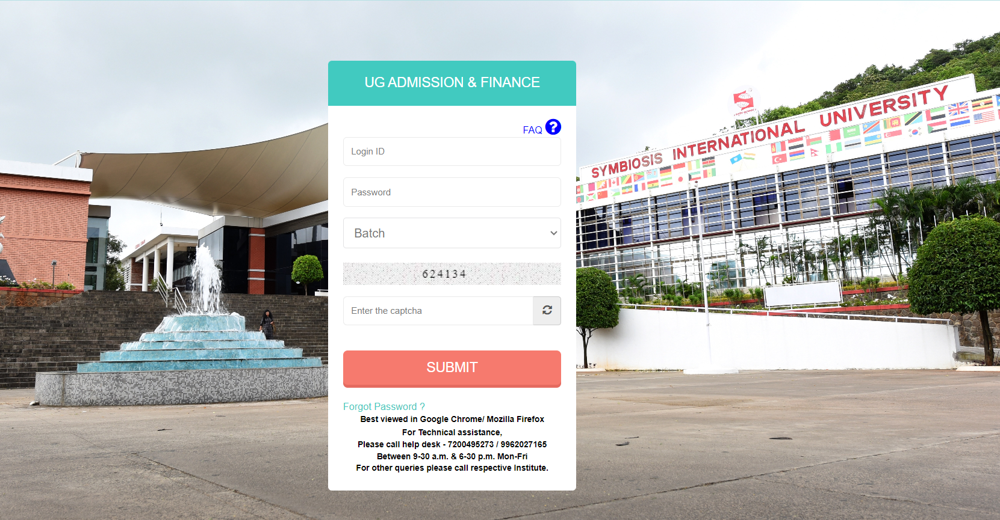 UG ADMISSION & FINANCE
FAQ
Login ID
Password
Batch
624134
Enter the captcha
SUBMIT
Forgot Password ?
Best viewed in Google Chrome/ Mozilla Firefox
For Technical assistance,
Please call help desk - 7200495273 / 9962027165
Between 9-30 a.m. & 6-30 p.m. Mon-Fri
For other queries please call respective Institute.
SYMBIOSIS INTERNATIONAL UNIVERSITY